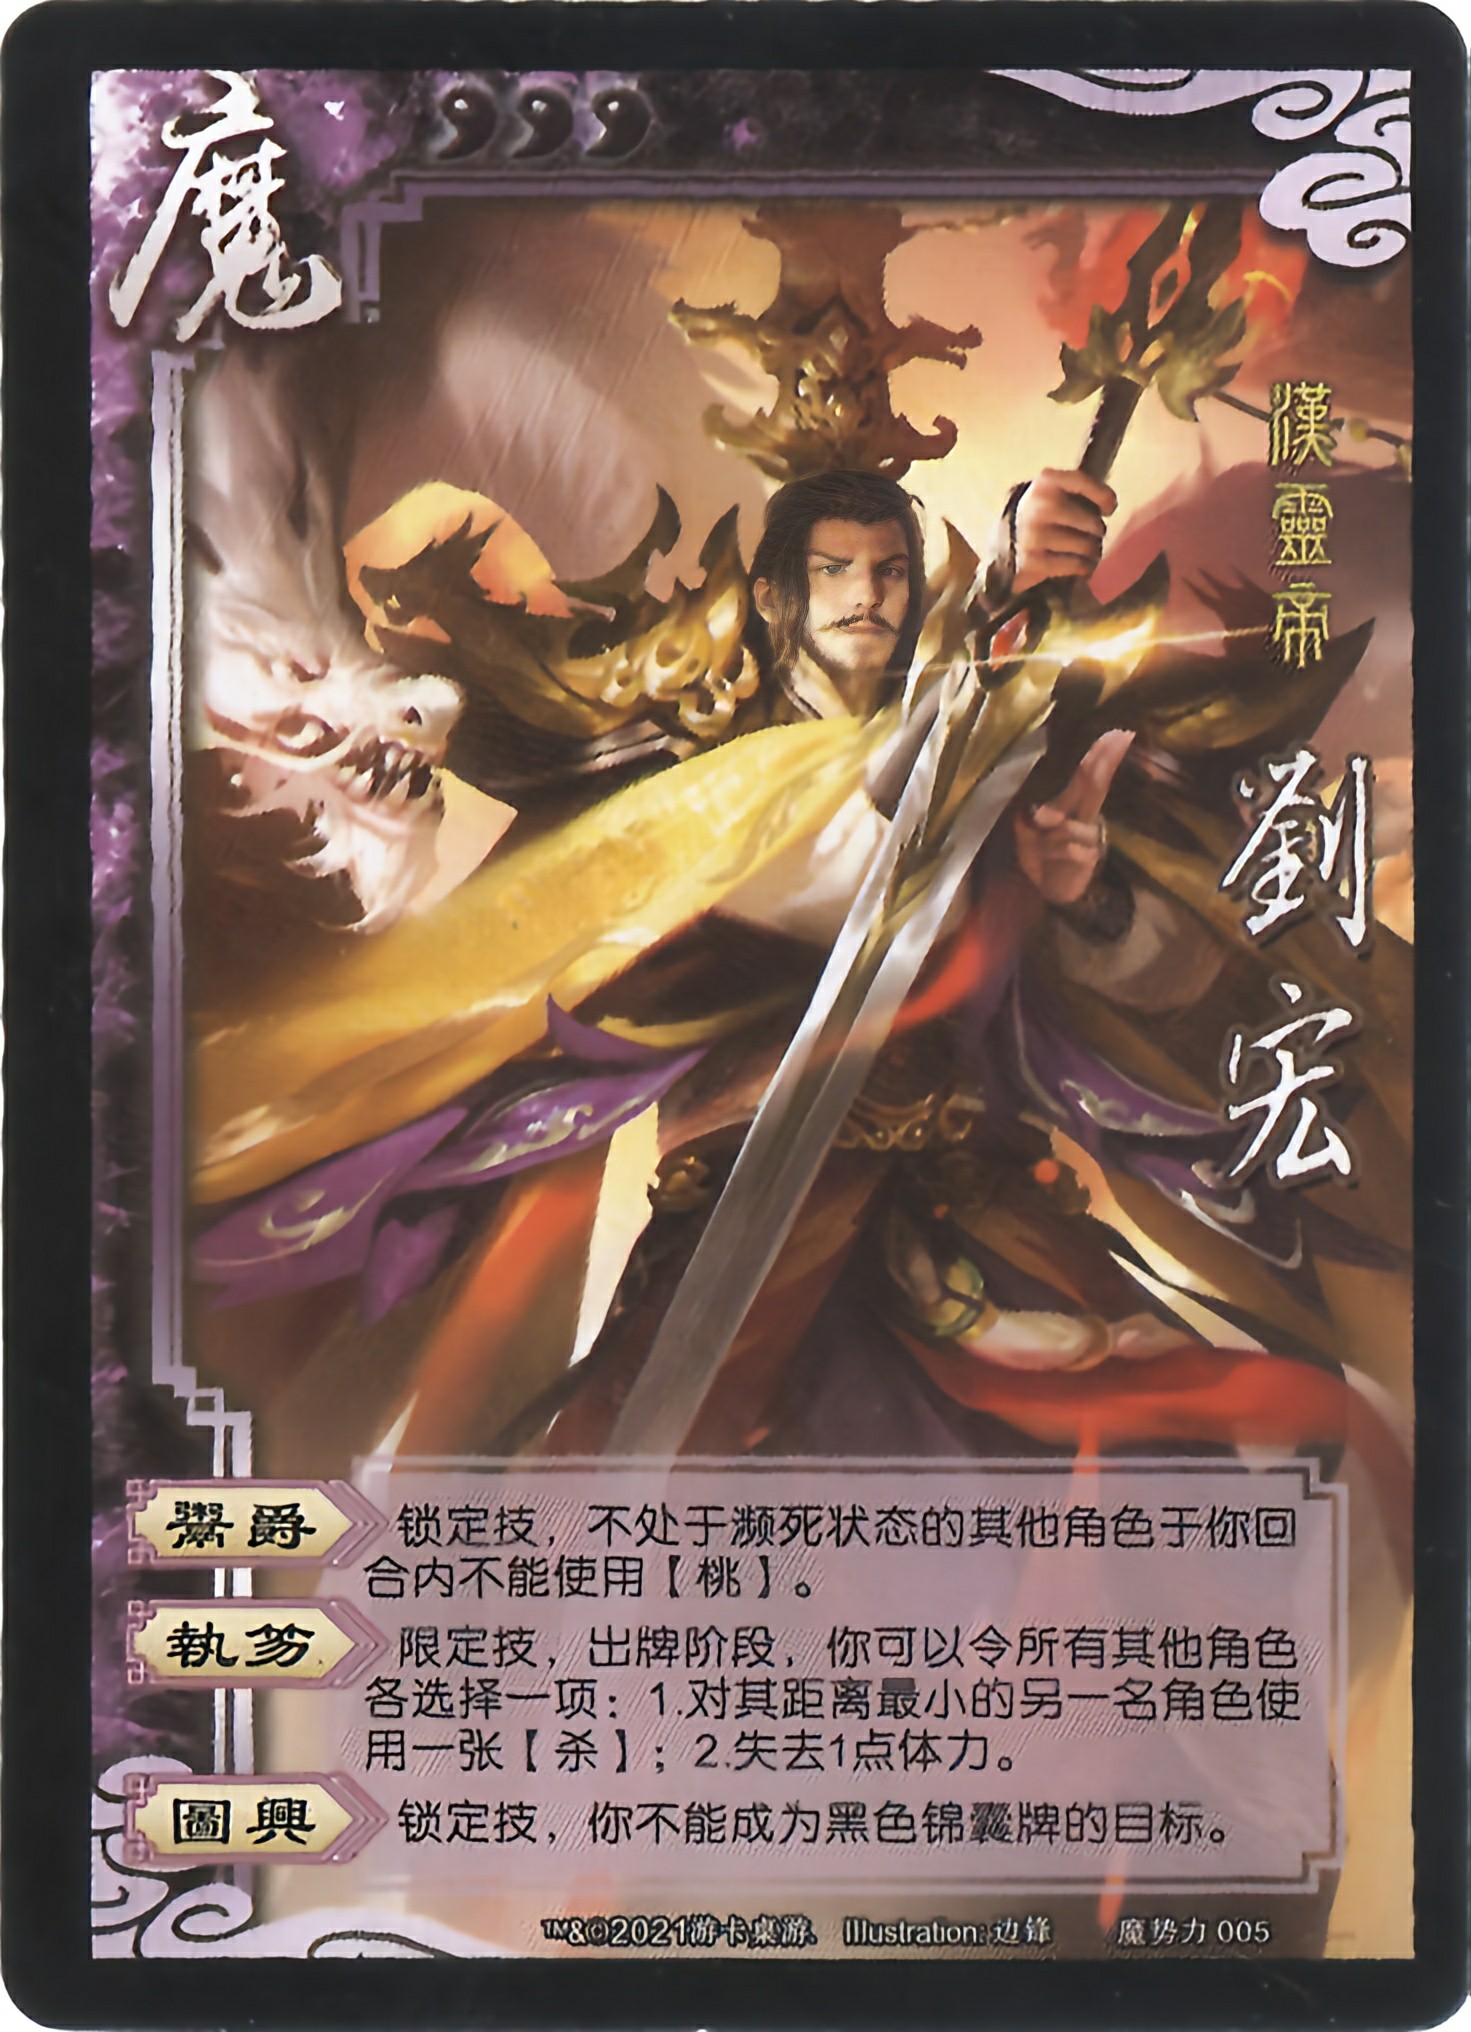 魔
漢靈帝
劉宏
鬻爵
锁定技，不处于濒死状态的其他角色于你回
合内不能使用【桃】。
執笏
限定技，出牌阶段，你可以令所有其他角色
各选择一项：1.对其距离最小的另一名角色使
用一张【杀】；2.失去1点体力。
圖興
锁定技，你不能成为黑色锦囊牌的目标。
™&©2021游卡桌游. Illustration:边锋 魔势力 005